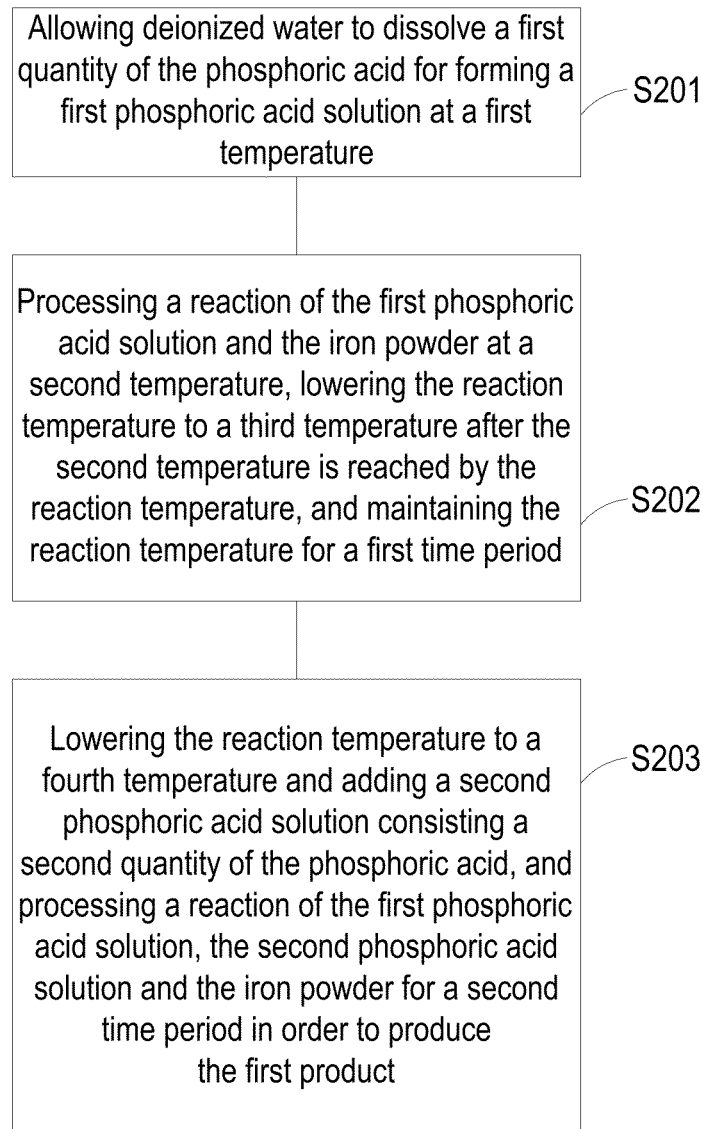 Allowing deionized water to dissolve a first
quantity of the phosphoric acid for forming a
first phosphoric acid solution at a first
temperature
S201
Processing a reaction of the first phosphoric
acid solution and the iron powder at a
second temperature, lowering the reaction
temperature to a third temperature after the
second temperature is reached by the
reaction temperature, and maintaining the
reaction temperature for a first time period
S202
Lowering the reaction temperature to a
fourth temperature and adding a second
phosphoric acid solution consisting a
second quantity of the phosphoric acid, and
processing a reaction of the first phosphoric
acid solution, the second phosphoric acid
solution and the iron powder for a second
time period in order to produce
the first product
S203